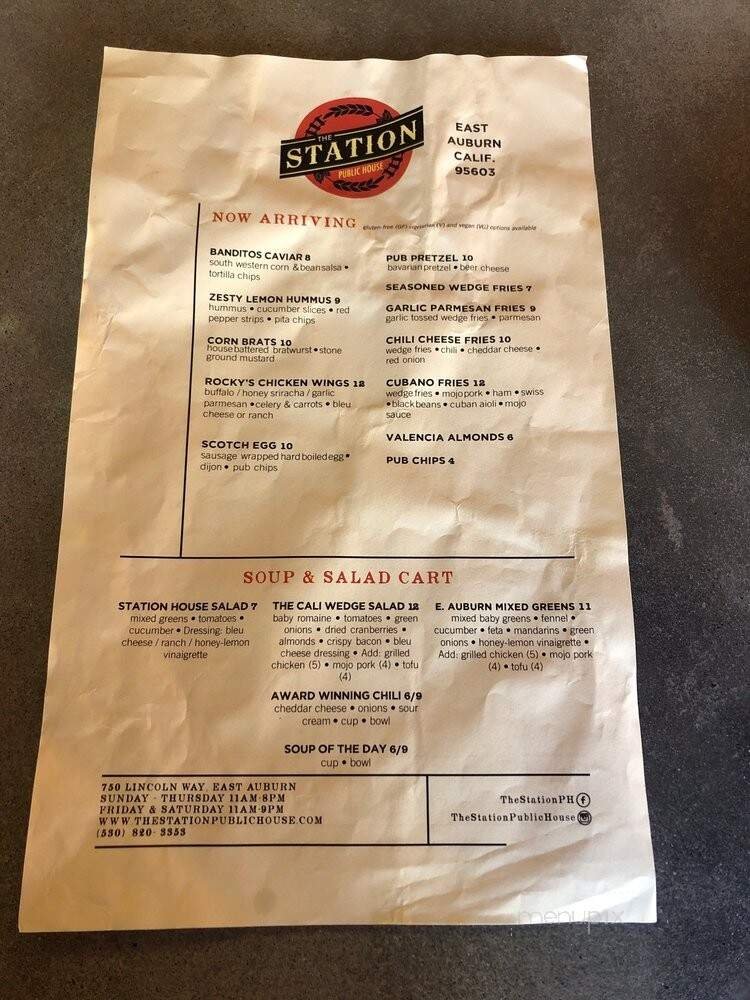 THE
STATION
PUBLIC HOUSE
EAST
AUBURN
CALIF.
95603
NOW ARRIVING gluten-free (GF) vegetarian (V) and vegan (VG) options available
BANDITOS CAVIAR 8
south western corn & bean salsa •
tortilla chips
ZESTY LEMON HUMMUS 9
hummus • cucumber slices • red
pepper strips • pita chips
CORN BRATS 10
house battered bratwurst • stone
ground mustard
ROCKY'S CHICKEN WINGS 12
buffalo / honey sriracha / garlic
parmesan • celery & carrots • bleu
cheese or ranch
SCOTCH EGG 10
sausage wrapped hard boiled egg •
dijon • pub chips
PUB PRETZEL 10
bavarian pretzel • beer cheese
SEASONED WEDGE FRIES 7
GARLIC PARMESAN FRIES 9
garlic tossed wedge fries • parmesan
CHILI CHEESE FRIES 10
wedge fries • chili • cheddar cheese •
red onion
CUBANO FRIES 12
wedge fries • mojo pork • ham • swiss
• black beans • cuban aioli • mojo
sauce
VALENCIA ALMONDS 6
PUB CHIPS 4
SOUP & SALAD CART
STATION HOUSE SALAD 7
mixed greens • tomatoes •
cucumber • Dressing: bleu
cheese / ranch / honey-lemon
vinaigrette
THE CALI WEDGE SALAD 12
baby romaine • tomatoes • green
onions • dried cranberries •
almonds • crispy bacon • bleu
cheese dressing • Add: grilled
chicken (5) • mojo pork (4) • tofu
(4)
E. AUBURN MIXED GREENS 11
mixed baby greens • fennel •
cucumber • feta • mandarins • green
onions • honey-lemon vinaigrette •
Add: grilled chicken (5) • mojo pork
(4) • tofu (4)
AWARD WINNING CHILI 6/9
cheddar cheese • onions • sour
cream • cup • bowl
SOUP OF THE DAY 6/9
cup • bowl
750 LINCOLN WAY, EAST AUBURN
SUNDAY - THURSDAY 11AM-8PM
FRIDAY & SATURDAY 11AM-9PM
WWW.THESTATIONPUBLICHOUSE.COM
(530) 820-3353
TheStationPH
TheStationPublicHouse
menupix